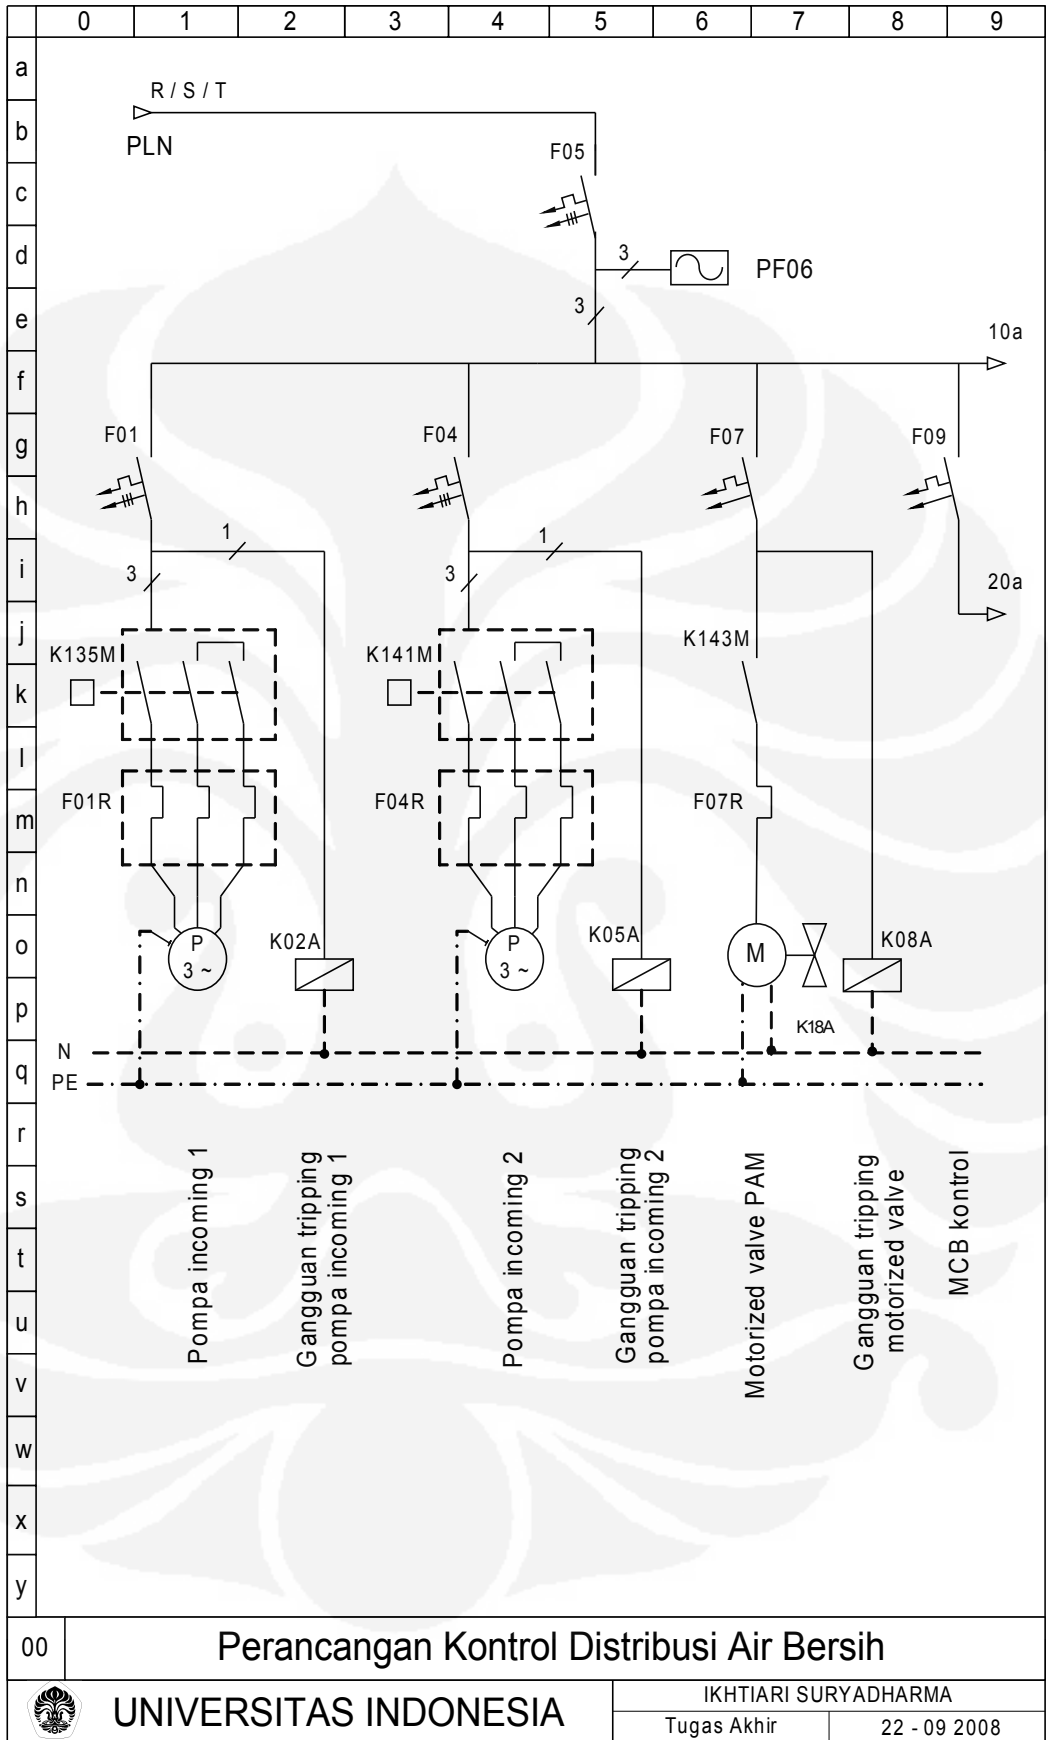 0 1 2 3 4 5 6 7 8 9
a
R / S / T
b
PLN
F05
c
d
3
PF06
e
3
10a
f
g
F01 F04 F07 F09
h
1 1
i
3 3
20a
j
K135M K141M K143M
k
l
F01R F04R F07R
m
n
o
P
3 ~
K02A
P
3 ~
K05A
M
K08A
p
K18A
N
q
PE
r
s
t
u
v
w
x
y
Pompa incoming 1
Gangguan tripping
pompa incoming 1
Pompa incoming 2
Gangguan tripping
pompa incoming 2
Motorized valve PAM
Gangguan tripping
motorized valve
MCB kontrol
00
Perancangan Kontrol Distribusi Air Bersih
UNIVERSITAS INDONESIA
IKHTIARI SURYADHARMA
Tugas Akhir
22 - 09 2008